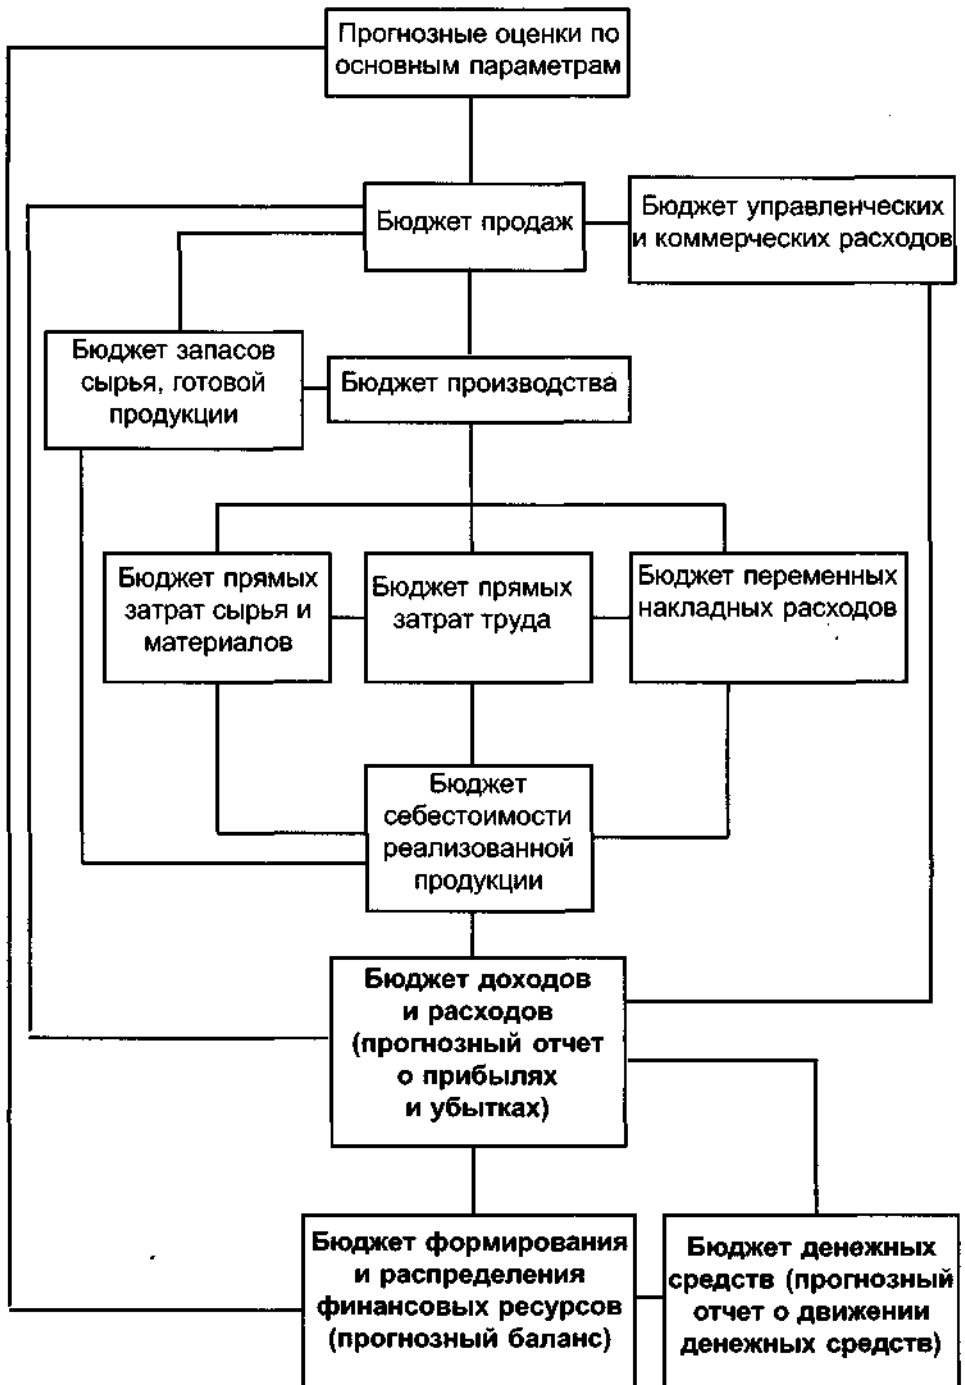 Прогнозные оценки по
основным параметрам
Бюджет продаж
Бюджет управленческих
и коммерческих расходов
Бюджет запасов
сырья, готовой
продукции
Бюджет производства
Бюджет прямых
затрат сырья и
материалов
Бюджет прямых
затрат труда
Бюджет переменных
накладных расходов
Бюджет
себестоимости
реализованной
продукции
Бюджет доходов
и расходов
(прогнозный отчет
о прибылях
и убытках)
Бюджет формирования
и распределения
финансовых ресурсов
(прогнозный баланс)
Бюджет денежных
средств (прогнозный
отчет о движении
денежных средств)